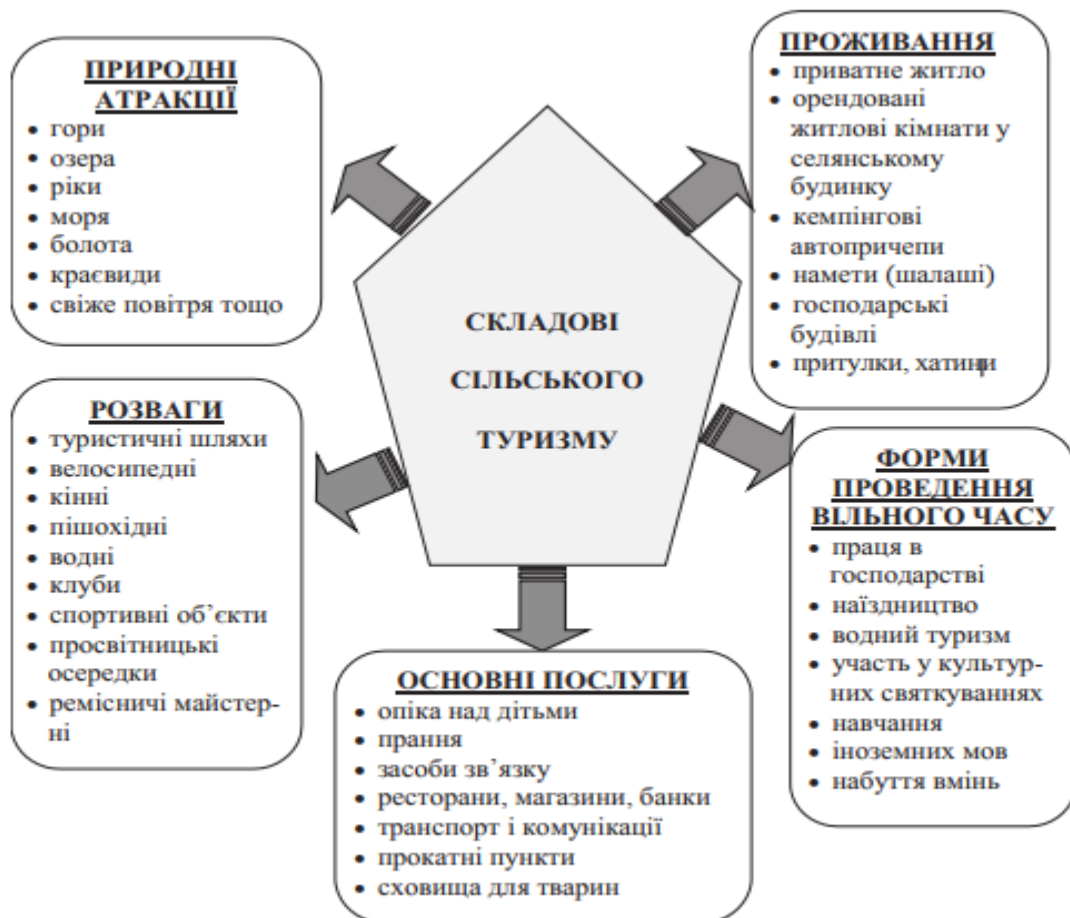 ПРИРОДНІ
АТРАКЦІЇ
• гори
• озера
• ріки
• моря
• болота
• краєвиди
• свіже повітря тощо
ПРОЖИВАННЯ
• приватне житло
• орендовані
житлові кімнати у
селянському
будинку
• кемпінгові
автопричепи
• намети (шалаші)
• господарські
будівлі
• притулки, хатини
СКЛАДОВІ
СІЛЬСЬКОГО
ТУРИЗМУ
РОЗВАГИ
• туристичні шляхи
• велосипедні
• кінні
• пішохідні
• водні
• клуби
• спортивні об’єкти
• просвітницькі
осередки
• ремісничі майстер-
ні
ФОРМИ
ПРОВЕДЕННЯ
ВІЛЬНОГО ЧАСУ
• праця в
господарстві
• наїздництво
• водний туризм
• участь у культур-
них святкуваннях
• навчання
• іноземних мов
• набуття вмінь
ОСНОВНІ ПОСЛУГИ
• опіка над дітьми
• прання
• засоби зв’язку
• ресторани, магазини, банки
• транспорт і комунікації
• прокатні пункти
• сховища для тварин